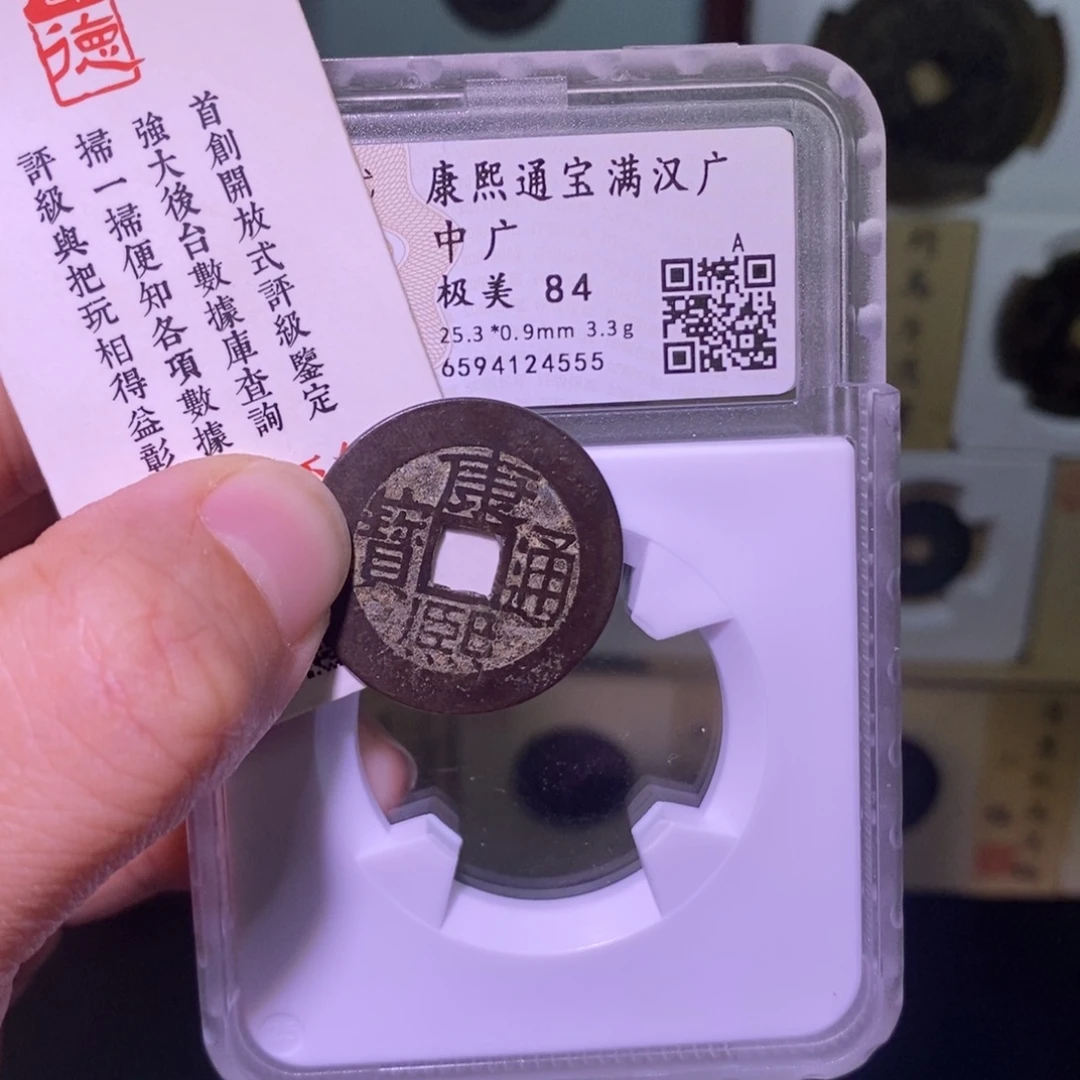 德
首創開放式評級鑒定
強大後台數據庫查詢
掃一掃便知各項數據
評級與把玩相得益彰
康熙通宝满汉广
中广
极美 84
A
25.3*0.9mm 3.3g
6594124555
康熙通寶